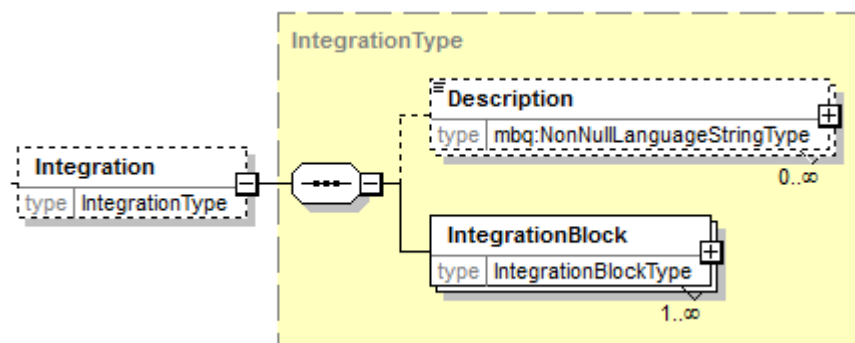 IntegrationType
Description
type mbq:NonNullLanguageStringType
0..∞
Integration
type IntegrationType
IntegrationBlock
type IntegrationBlockType
1..∞